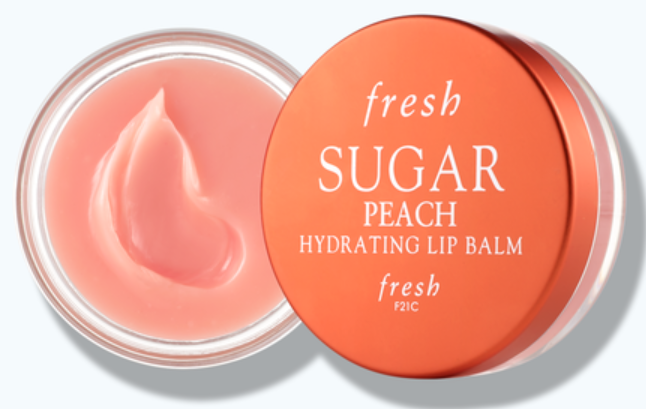 fresh
SUGAR
PEACH
HYDRATING LIP BALM
fresh
F21C